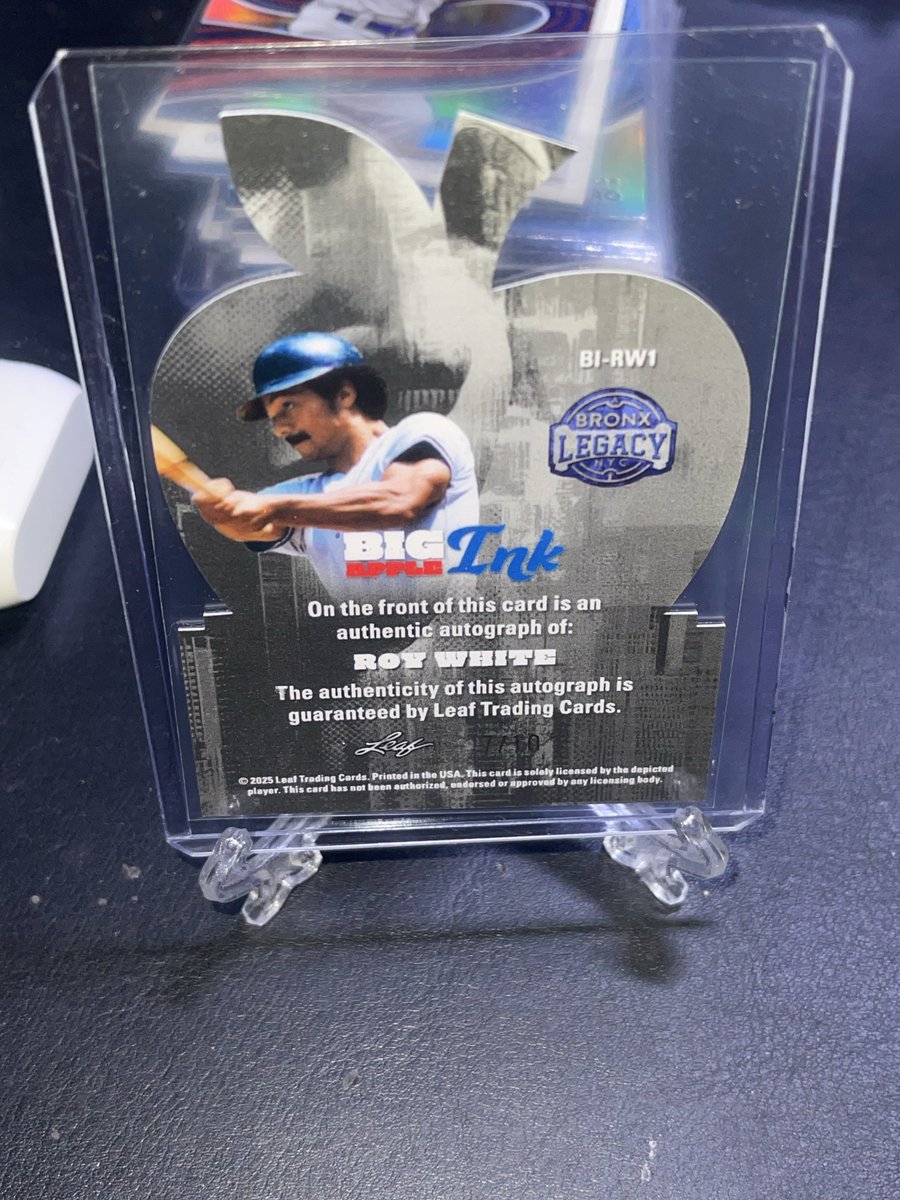 BI-RW1
BRONX
LEGACY
NYC
BIG Ink
APPLE
On the front of this card is an
authentic autograph of:
ROY WHITE
The authenticity of this autograph is
guaranteed by Leaf Trading Cards.
Leaf 7/10
© 2025 Leaf Trading Cards. Printed in the USA. This card is solely licensed by the depicted
player. This card has not been authorized, endorsed or approved by any licensing body.